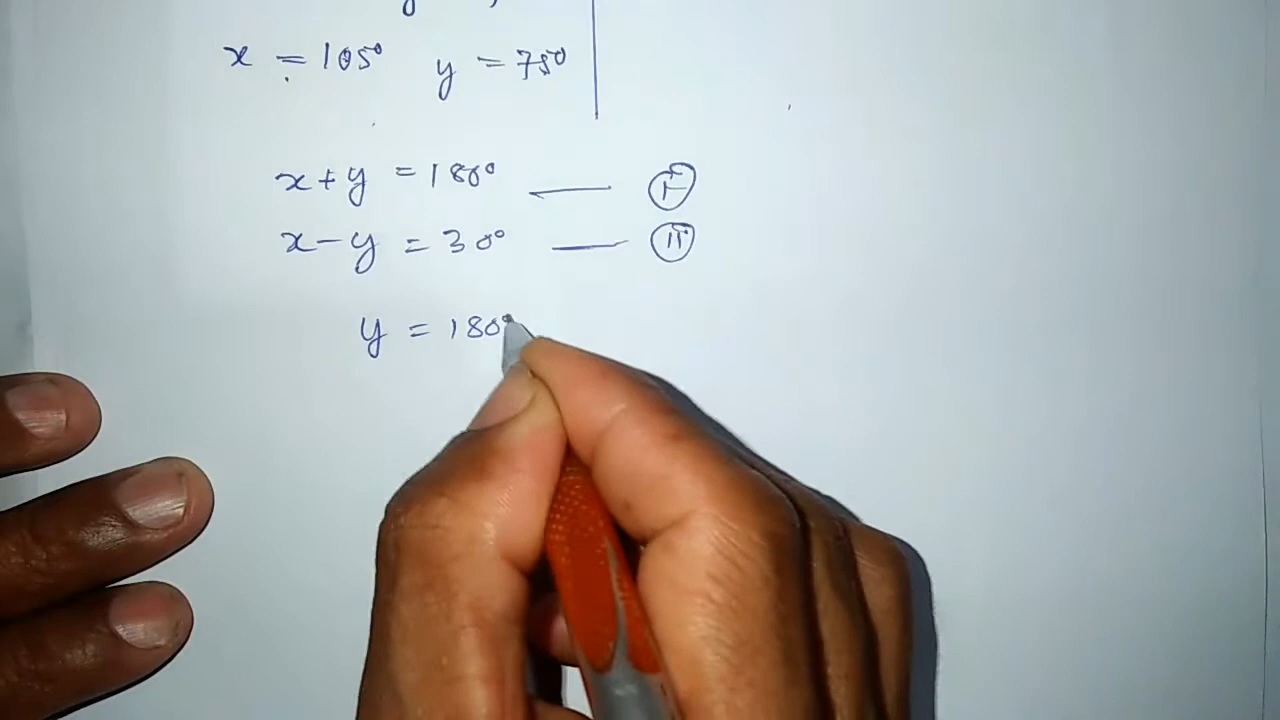 x = 105° y = 75°
x + y = 180° — I
x - y = 30° — II
y = 180°